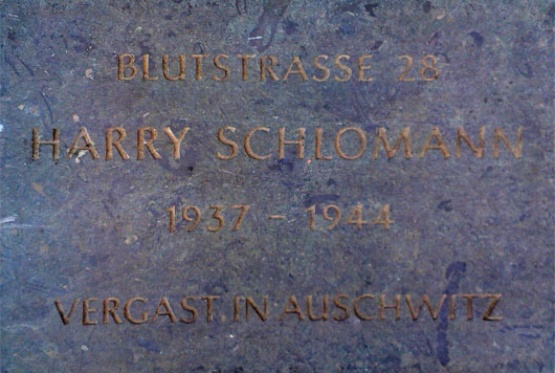 BLUTSTRASSE 28
HARRY SCHLOMANN
1937 – 1944
VERGAST IN AUSCHWITZ